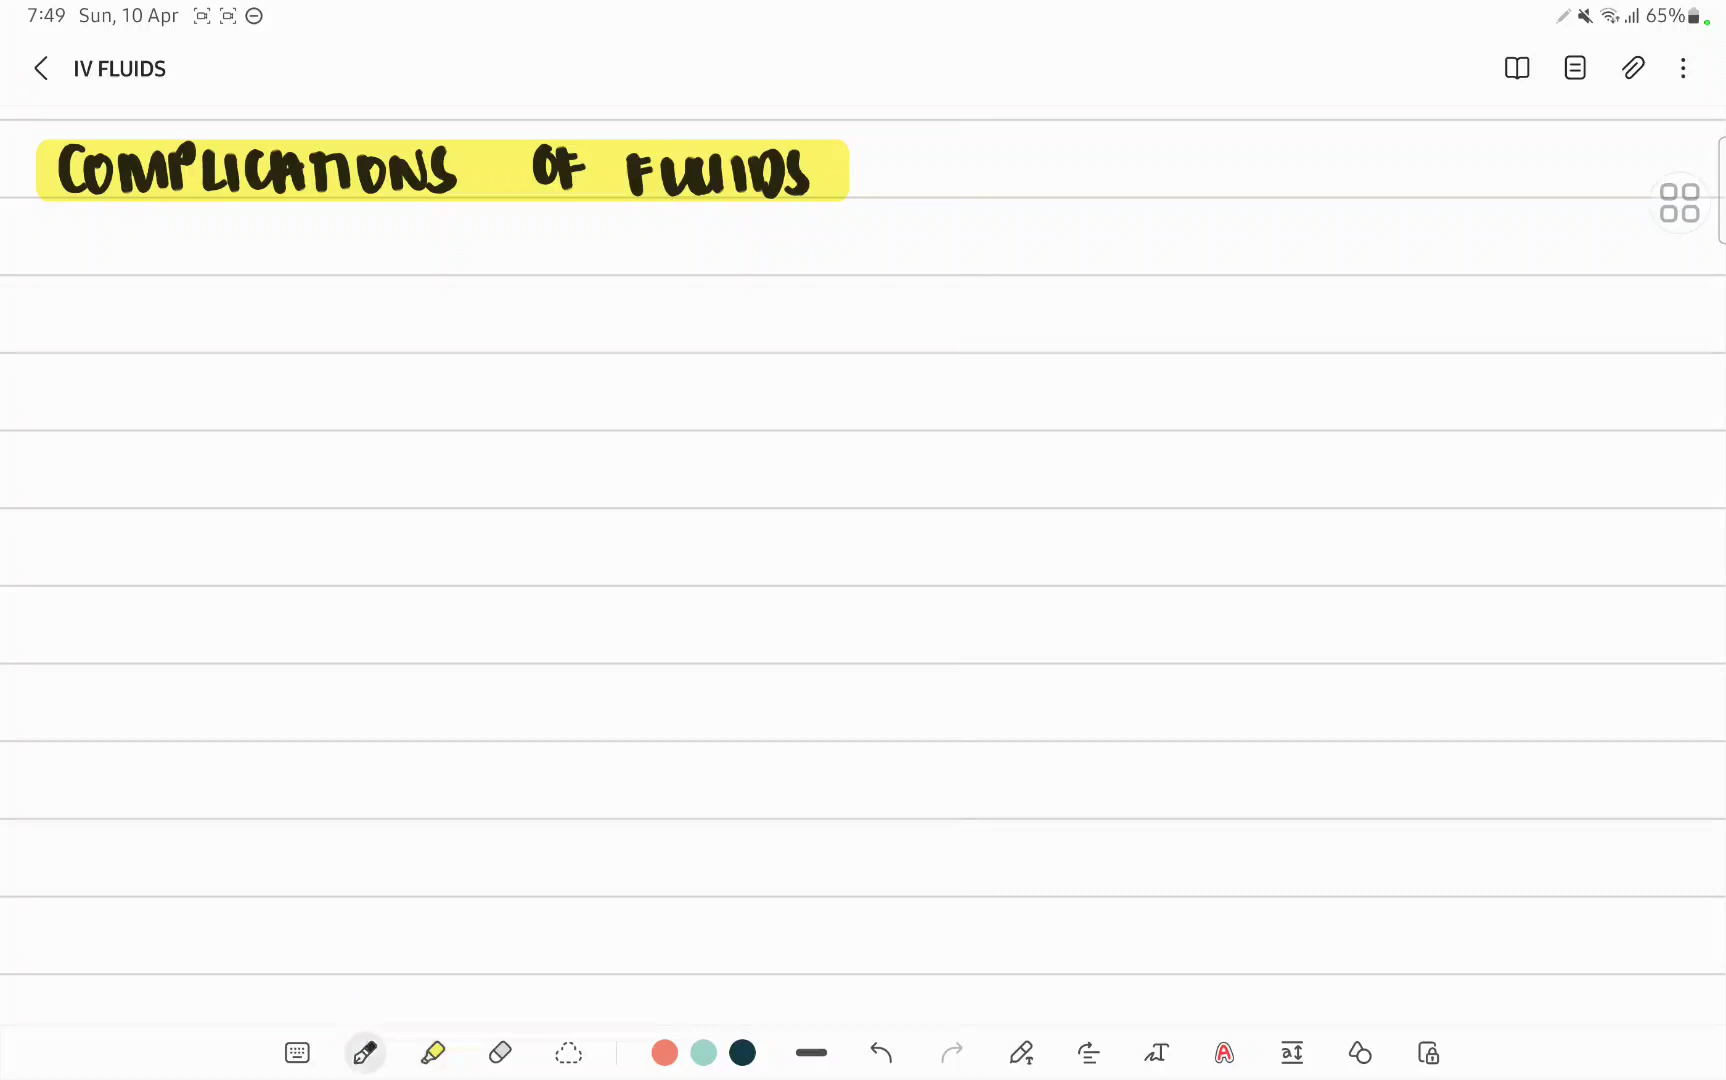 7:49 Sun, 10 Apr 65%
IV FLUIDS
COMPLICATIONS OF FLUIDS